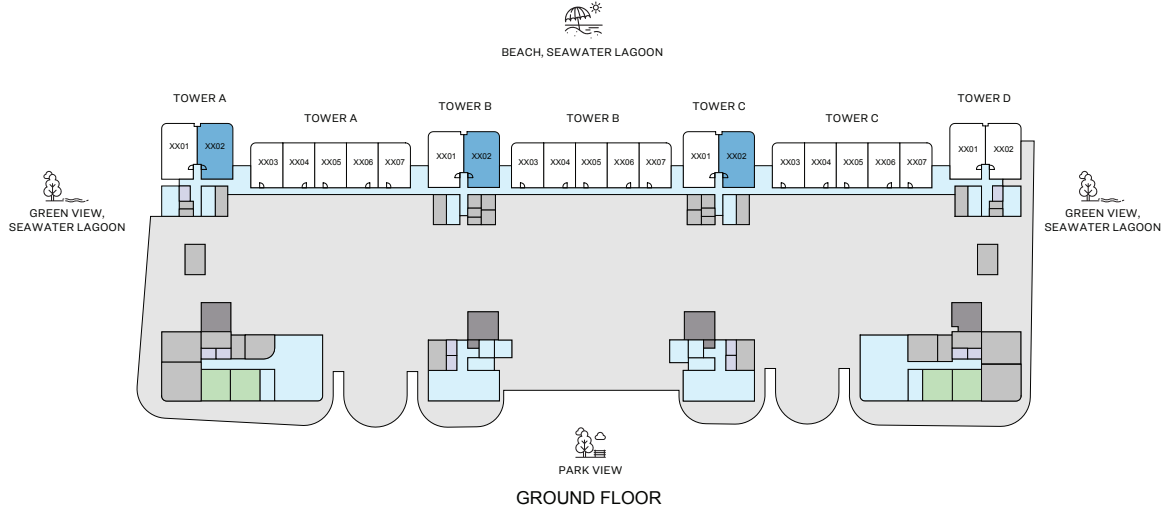 BEACH, SEAWATER LAGOON
TOWER A
TOWER A
TOWER B
TOWER B
TOWER C
TOWER C
TOWER D
XX01 XX02
XX03 XX04 XX05 XX06 XX07
XX01 XX02
XX03 XX04 XX05 XX06 XX07
XX01 XX02
XX03 XX04 XX05 XX06 XX07
XX01 XX02
GREEN VIEW,
SEAWATER LAGOON
GREEN VIEW,
SEAWATER LAGOON
PARK VIEW
GROUND FLOOR